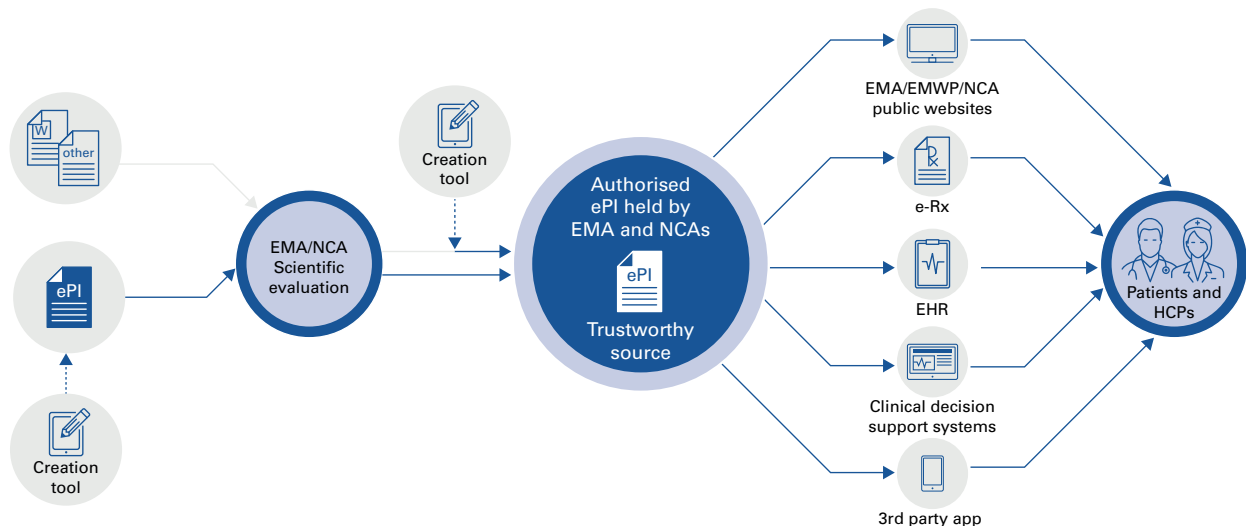 W
other
ePI
Creation
tool
EMA/NCA
Scientific
evaluation
Creation
tool
Authorised
ePI held by
EMA and NCAs
ePI
Trustworthy
source
EMA/EMWP/NCA
public websites
Rx
e-Rx
EHR
Clinical decision
support systems
3rd party app
Patients and
HCPs